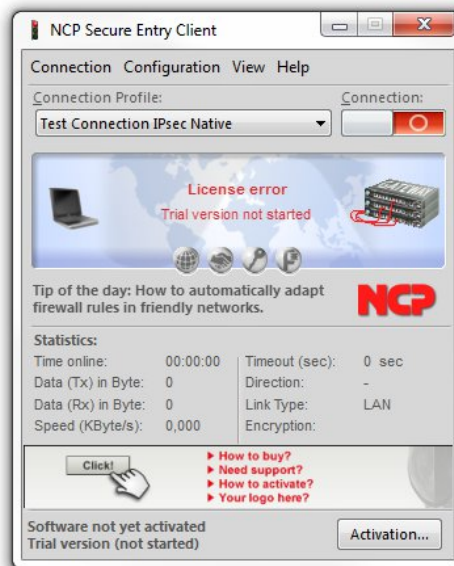 NCP Secure Entry Client
Connection Configuration View Help
Connection Profile: Connection:
Test Connection IPsec Native
License error
Trial version not started
Tip of the day: How to automatically adapt
firewall rules in friendly networks.
NCP
Statistics:
Time online: 00:00:00 Timeout (sec): 0 sec
Data (Tx) in Byte: 0 Direction: -
Data (Rx) in Byte: 0 Link Type: LAN
Speed (KByte/s): 0,000 Encryption:
Click!
How to buy?
Need support?
How to activate?
Your logo here?
Software not yet activated
Trial version (not started)
Activation...